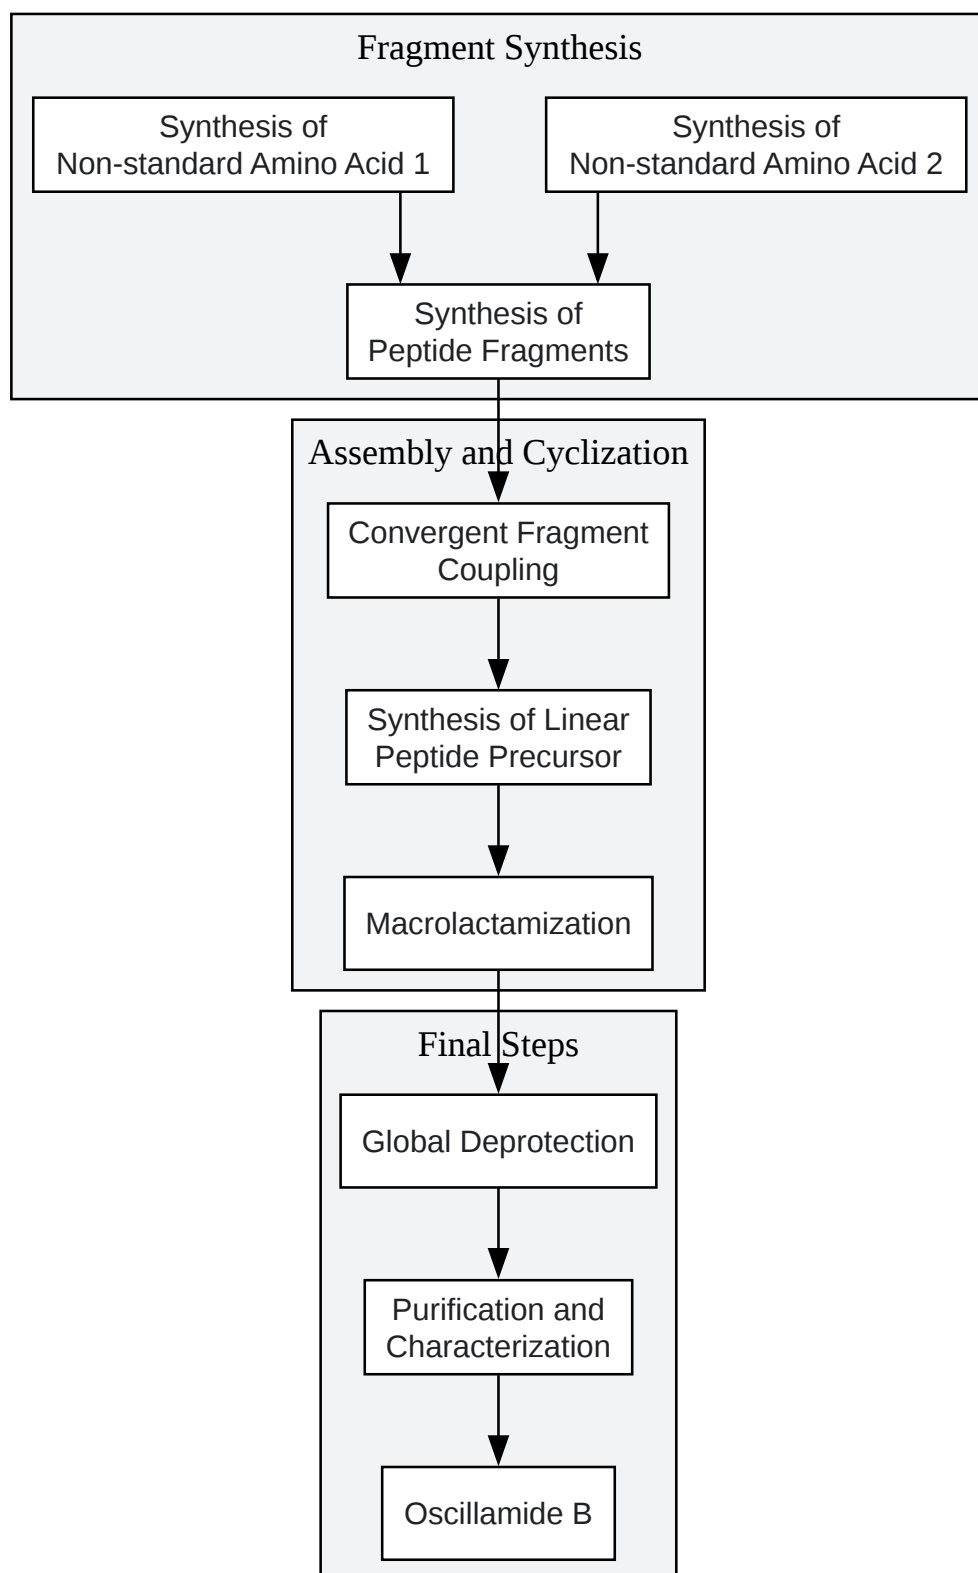 Fragment Synthesis
Synthesis of
Non-standard Amino Acid 1
Synthesis of
Non-standard Amino Acid 2
Synthesis of
Peptide Fragments
Assembly and Cyclization
Convergent Fragment
Coupling
Synthesis of Linear
Peptide Precursor
Macrolactamization
Final Steps
Global Deprotection
Purification and
Characterization
Oscillamide B